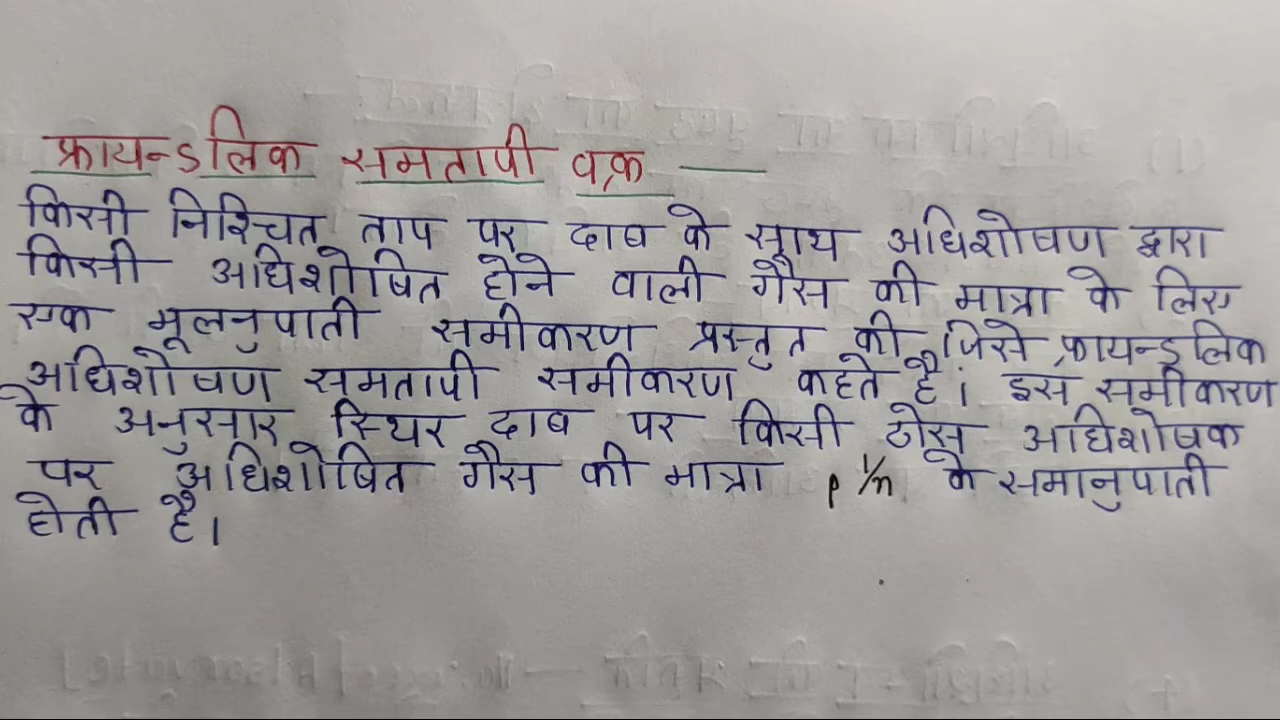 फ्रायन्डलिक समतापी वक्र —
किसी निश्चित ताप पर दाब के साथ अधिशोषण द्वारा
किसी अधिशोषित होने वाली गैस की मात्रा के लिए
एक मूलनुपाती समीकरण प्रस्तुत की जिसे फ्रायन्डलिक
अधिशोषण समतापी समीकरण कहते है। इस समीकरण
के अनुसार स्थिर दाब पर किसी ठोस अधिशोषक
पर अधिशोषित गैस की मात्रा p 1/n के समानुपाती
होती है।